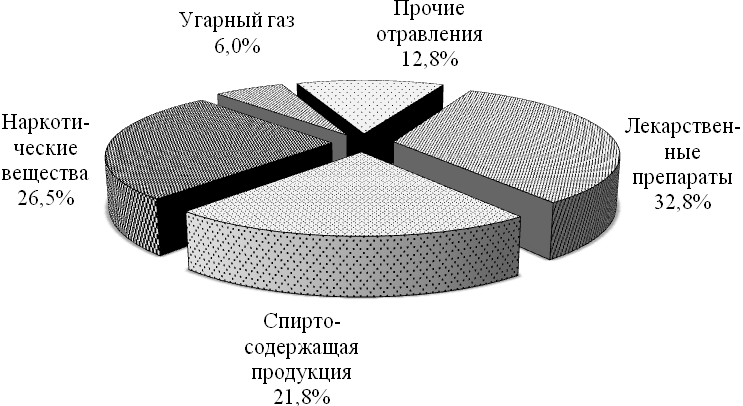 Угарный газ
6,0%
Прочие
отравления
12,8%
Наркоти-
ческие
вещества
26,5%
Лекарствен-
ные
препараты
32,8%
Спирто-
содержащая
продукция
21,8%